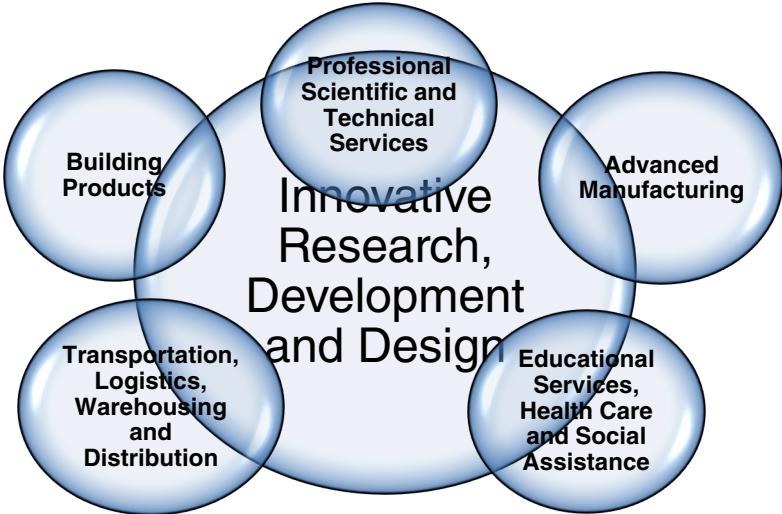 Professional
Scientific and
Technical
Services
Building
Products
Advanced
Manufacturing
Innovative
Research,
Development
and Design
Transportation,
Logistics,
Warehousing
and
Distribution
Educational
Services,
Health Care
and Social
Assistance